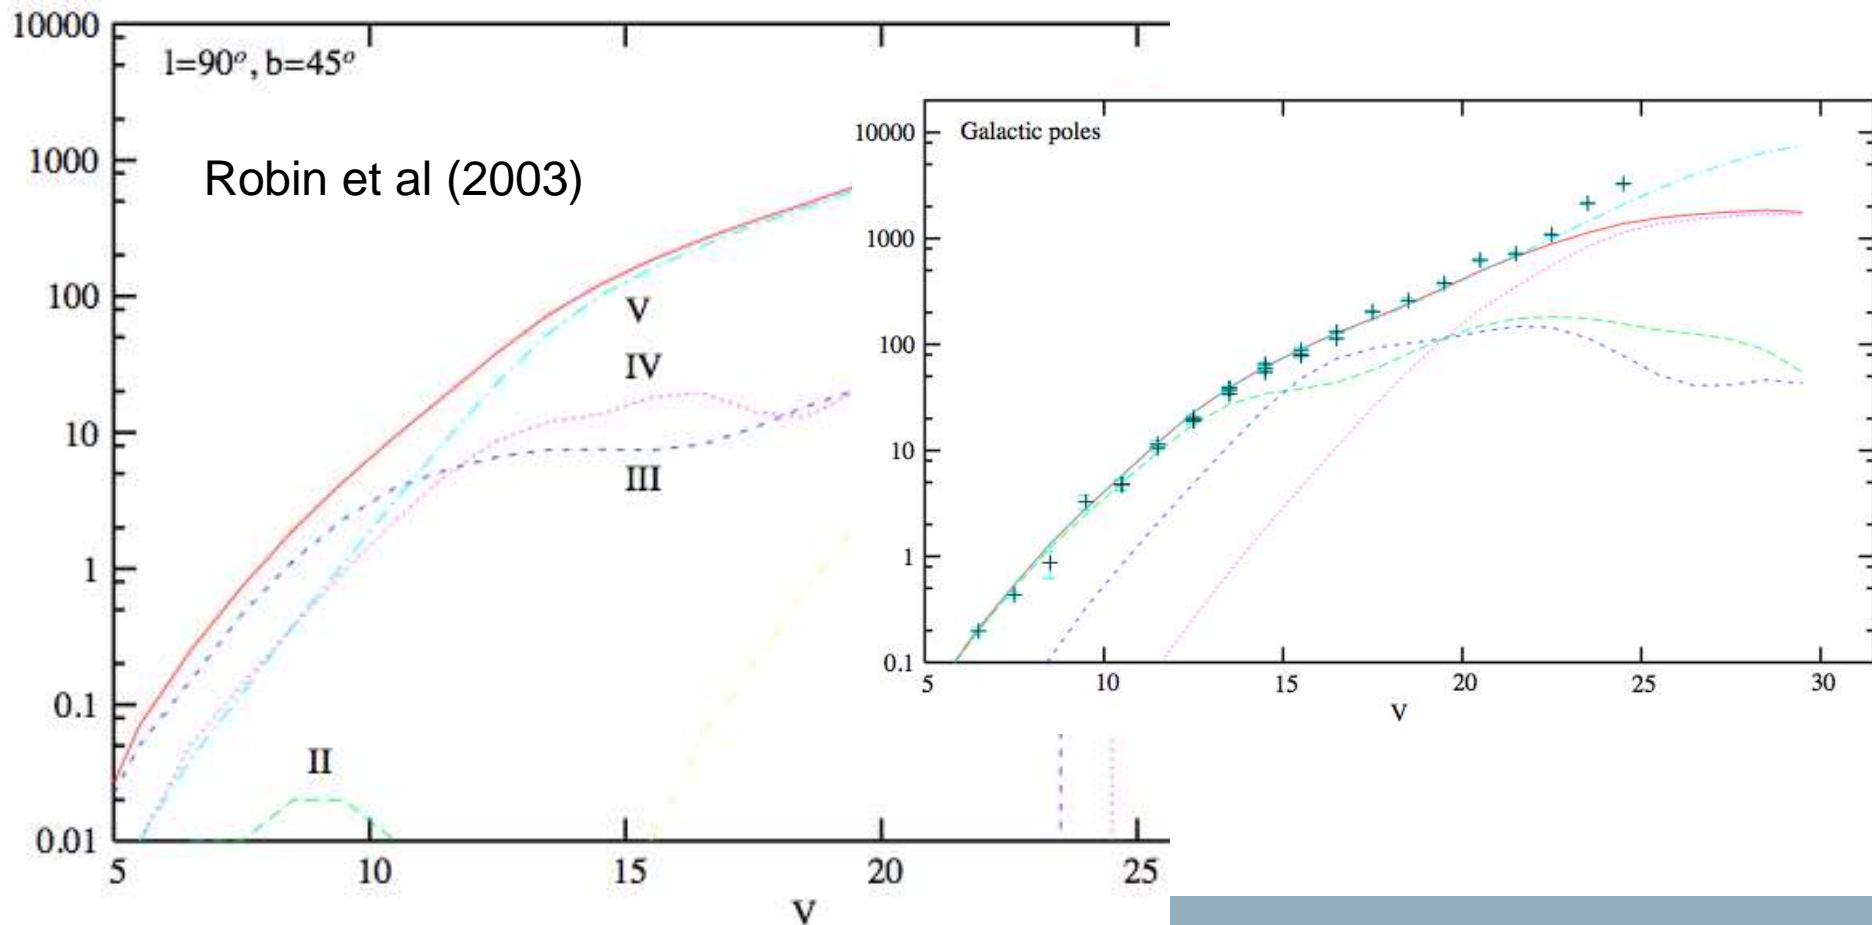 10000
1000
100
10
1
0.1
0.01
l=90°, b=45°
Robin et al (2003)
V
IV
III
II
5 10 15 20 25
V
10000
1000
100
10
1
0.1
Galactic poles
5 10 15 20 25 30
V